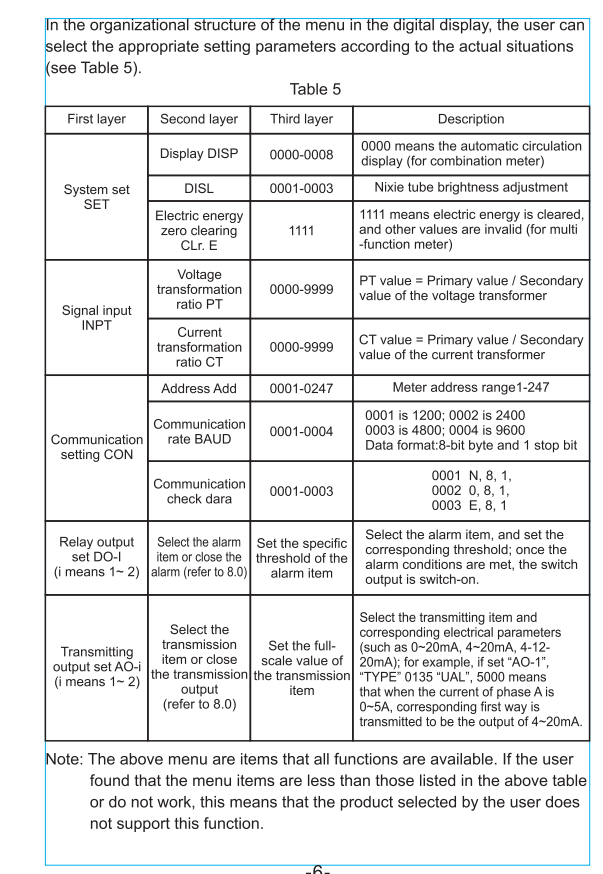 In the organizational structure of the menu in the digital display, the user can
select the appropriate setting parameters according to the actual situations
(see Table 5).
Table 5
First layer Second layer Third layer Description
System set
SET
Display DISP
0000-0008
0000 means the automatic circulation
display (for combination meter)
DISL
0001-0003
Nixie tube brightness adjustment
Electric energy
zero clearing
CLr. E
1111
1111 means electric energy is cleared,
and other values are invalid (for multi
-function meter)
Signal input
INPT
Voltage
transformation
ratio PT
0000-9999
PT value = Primary value / Secondary
value of the voltage transformer
Current
transformation
ratio CT
0000-9999
CT value = Primary value / Secondary
value of the current transformer
Communication
setting CON
Address Add
0001-0247
Meter address range1-247
Communication
rate BAUD
0001-0004
0001 is 1200; 0002 is 2400
0003 is 4800; 0004 is 9600
Data format:8-bit byte and 1 stop bit
Communication
check dara
0001-0003
0001 N, 8, 1,
0002 0, 8, 1,
0003 E, 8, 1
Relay output
set DO-I
(i means 1~ 2)
Select the alarm
item or close the
alarm (refer to 8.0)
Set the specific
threshold of the
alarm item
Select the alarm item, and set the
corresponding threshold; once the
alarm conditions are met, the switch
output is switch-on.
Transmitting
output set AO-i
(i means 1~ 2)
Select the
transmission
item or close
the transmission
output
(refer to 8.0)
Set the full-
scale value of
the transmission
item
Select the transmitting item and
corresponding electrical parameters
(such as 0~20mA, 4~20mA, 4-12-
20mA); for example, if set “AO-1”,
“TYPE” 0135 “UAL”, 5000 means
that when the current of phase A is
0~5A, corresponding first way is
transmitted to be the output of 4~20mA.
Note: The above menu are items that all functions are available. If the user
found that the menu items are less than those listed in the above table
or do not work, this means that the product selected by the user does
not support this function.
-6-